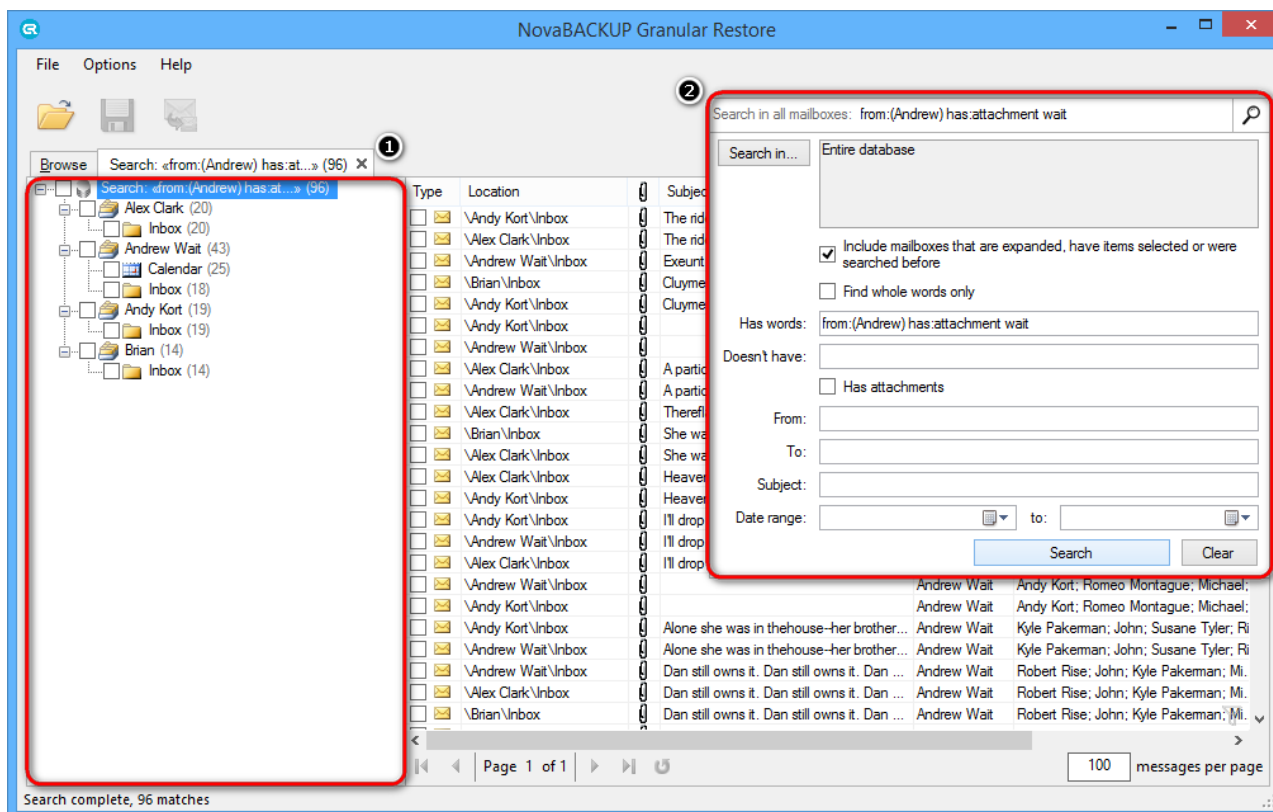 NovaBACKUP Granular Restore
File Options Help
2
Search in all mailboxes: from:(Andrew) has:attachment wait
1
Browse Search: «from:(Andrew) has:at...» (96)
Search in... Entire database
Search: «from:(Andrew) has:at...» (96)
Alex Clark (20)
Inbox (20)
Andrew Wait (43)
Calendar (25)
Inbox (18)
Andy Kort (19)
Inbox (19)
Brian (14)
Inbox (14)
Type Location Subjec
\Andy Kort\Inbox The rid
\Alex Clark\Inbox The rid
\Andrew Wait\Inbox Exeunt
\Brian\Inbox Cluyme
\Andy Kort\Inbox Cluyme
\Andy Kort\Inbox
\Andrew Wait\Inbox
\Alex Clark\Inbox A partic
\Andrew Wait\Inbox A partic
\Alex Clark\Inbox Therefl
\Brian\Inbox She wa
\Alex Clark\Inbox She wa
\Alex Clark\Inbox Heaver
\Andy Kort\Inbox Heaver
\Andy Kort\Inbox I'll drop
\Andrew Wait\Inbox I'll drop
\Alex Clark\Inbox I'll drop
\Andrew Wait\Inbox Andrew Wait Andy Kort; Romeo Montague; Michael;
\Andy Kort\Inbox Andrew Wait Andy Kort; Romeo Montague; Michael;
\Andy Kort\Inbox Alone she was in thehouse--her brother... Andrew Wait Kyle Pakerman; John; Susane Tyler; Ri
\Andy Kort\Inbox Alone she was in thehouse--her brother... Andrew Wait Kyle Pakerman; John; Susane Tyler; Ri
\Andrew Wait\Inbox Dan still owns it. Dan still owns it. Dan ... Andrew Wait Robert Rise; John; Kyle Pakerman; Mi.
\Alex Clark\Inbox Dan still owns it. Dan still owns it. Dan ... Andrew Wait Robert Rise; John; Kyle Pakerman; Mi.
\Brian\Inbox Dan still owns it. Dan still owns it. Dan ... Andrew Wait Robert Rise; John; Kyle Pakerman; Mi.
Include mailboxes that are expanded, have items selected or were
searched before
Find whole words only
Has words: from:(Andrew) has:attachment wait
Doesn't have:
Has attachments
From:
To:
Subject:
Date range: to:
Search Clear
Page 1 of 1 100 messages per page
Search complete, 96 matches